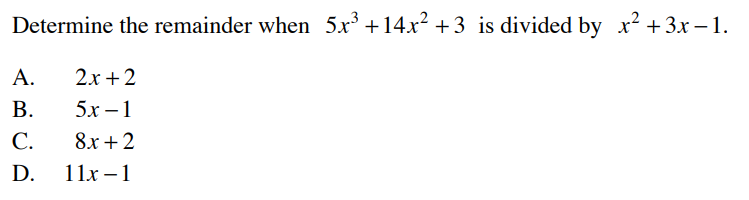 Determine the remainder when 5x³ + 14x² + 3 is divided by x² + 3x − 1.
A. 2x + 2
B. 5x − 1
C. 8x + 2
D. 11x − 1